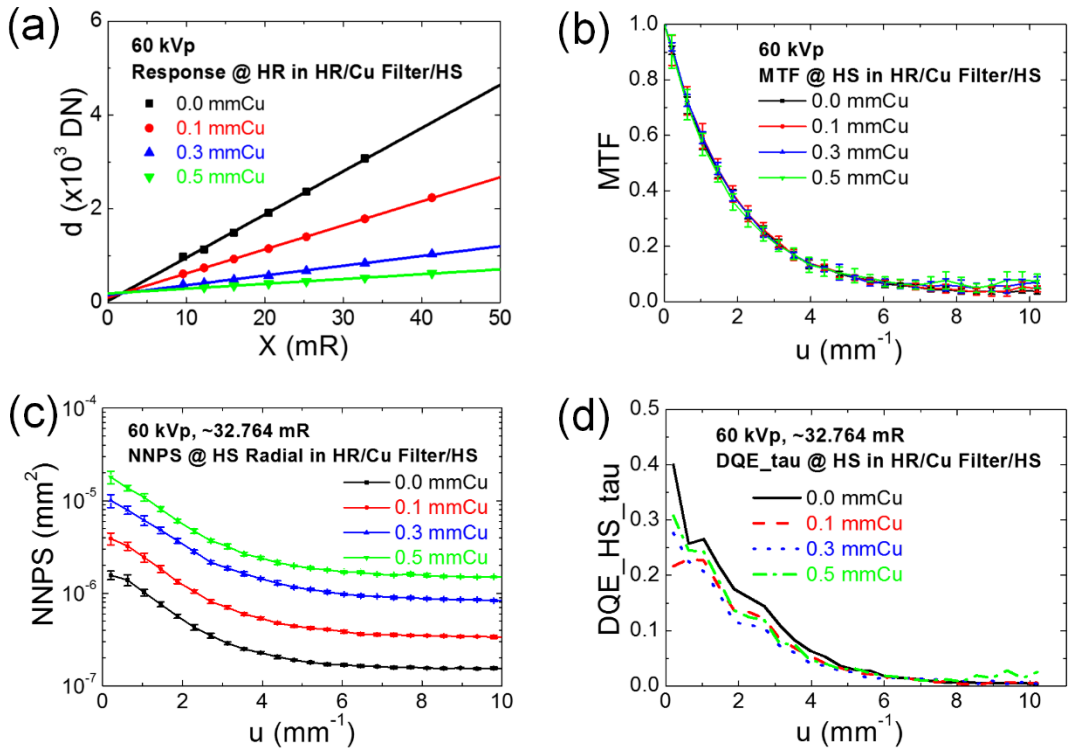 (a)
60 kVp
Response @ HR in HR/Cu Filter/HS
0.0 mmCu
0.1 mmCu
0.3 mmCu
0.5 mmCu
6
4
2
0
d (x10³ DN)
0 10 20 30 40 50
X (mR)
(b)
60 kVp
MTF @ HS in HR/Cu Filter/HS
0.0 mmCu
0.1 mmCu
0.3 mmCu
0.5 mmCu
1.0
0.8
0.6
0.4
0.2
0.0
MTF
0 2 4 6 8 10
u (mm⁻¹)
(c)
60 kVp, ~32.764 mR
NNPS @ HS Radial in HR/Cu Filter/HS
0.0 mmCu
0.1 mmCu
0.3 mmCu
0.5 mmCu
10⁻⁴
10⁻⁵
10⁻⁶
10⁻⁷
NNPS (mm²)
0 2 4 6 8 10
u (mm⁻¹)
(d)
60 kVp, ~32.764 mR
DQE_tau @ HS in HR/Cu Filter/HS
0.0 mmCu
0.1 mmCu
0.3 mmCu
0.5 mmCu
0.5
0.4
0.3
0.2
0.1
0.0
DQE_HS_tau
0 2 4 6 8 10
u (mm⁻¹)